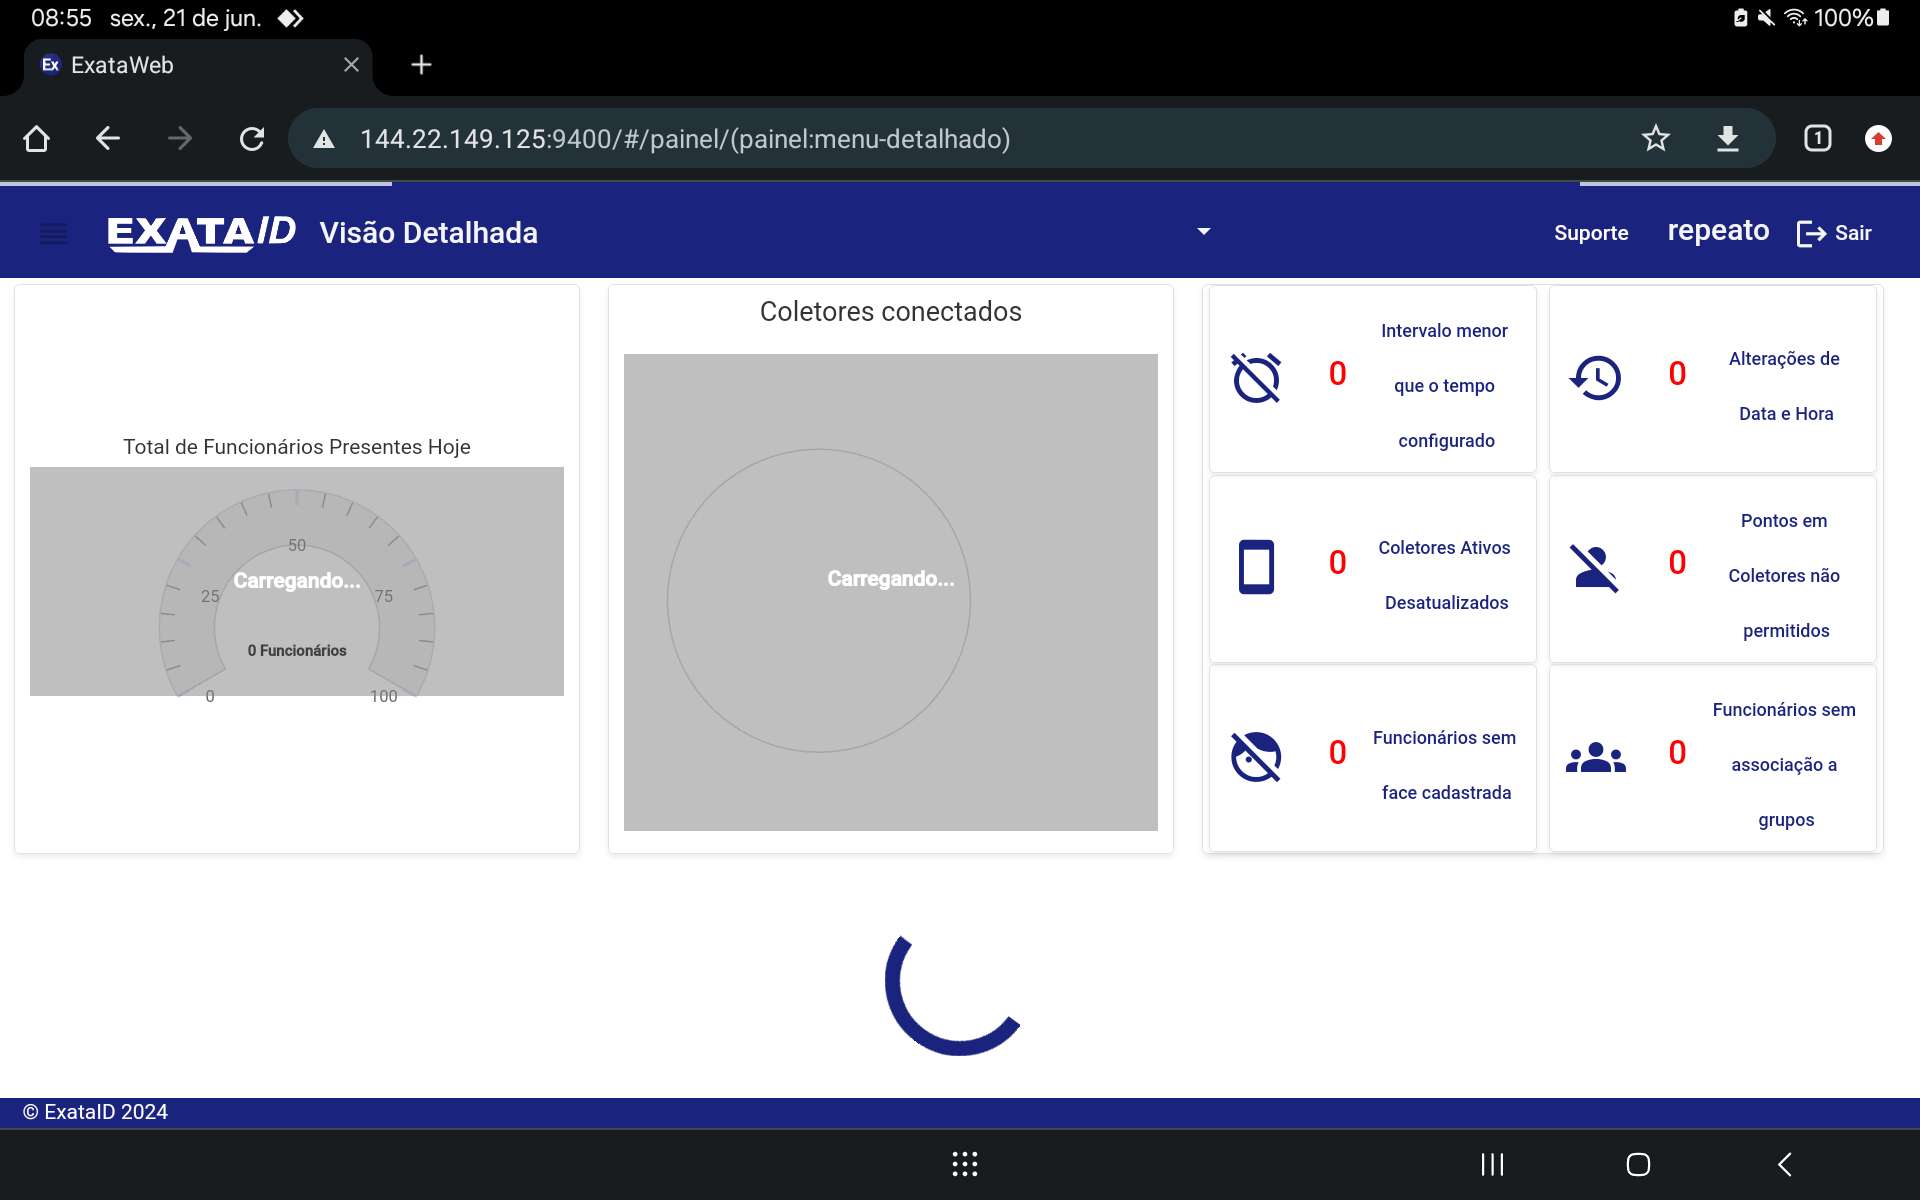 08:55 sex., 21 de jun.
100%
Ex ExataWeb
144.22.149.125:9400/#/painel/(painel:menu-detalhado)
1
EXATAID Visão Detalhada
Suporte repeato Sair
Total de Funcionários Presentes Hoje
50
Carregando...
25 75
0 Funcionários
0 100
Coletores conectados
Carregando...
0 Intervalo menor
que o tempo
configurado
0 Alterações de
Data e Hora
0 Coletores Ativos
Desatualizados
0 Pontos em
Coletores não
permitidos
0 Funcionários sem
face cadastrada
0 Funcionários sem
associação a
grupos
© ExataID 2024